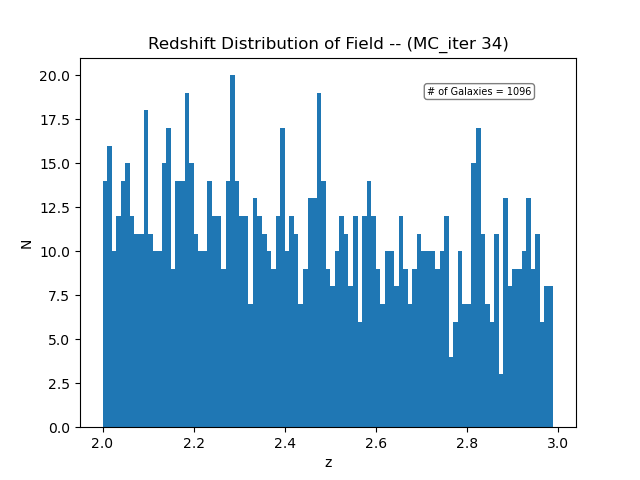 Redshift Distribution of Field -- (MC_iter 34)
20.0
# of Galaxies = 1096
17.5
15.0
12.5
10.0
7.5
5.0
2.5
0.0
N
2.0 2.2 2.4 2.6 2.8 3.0
z